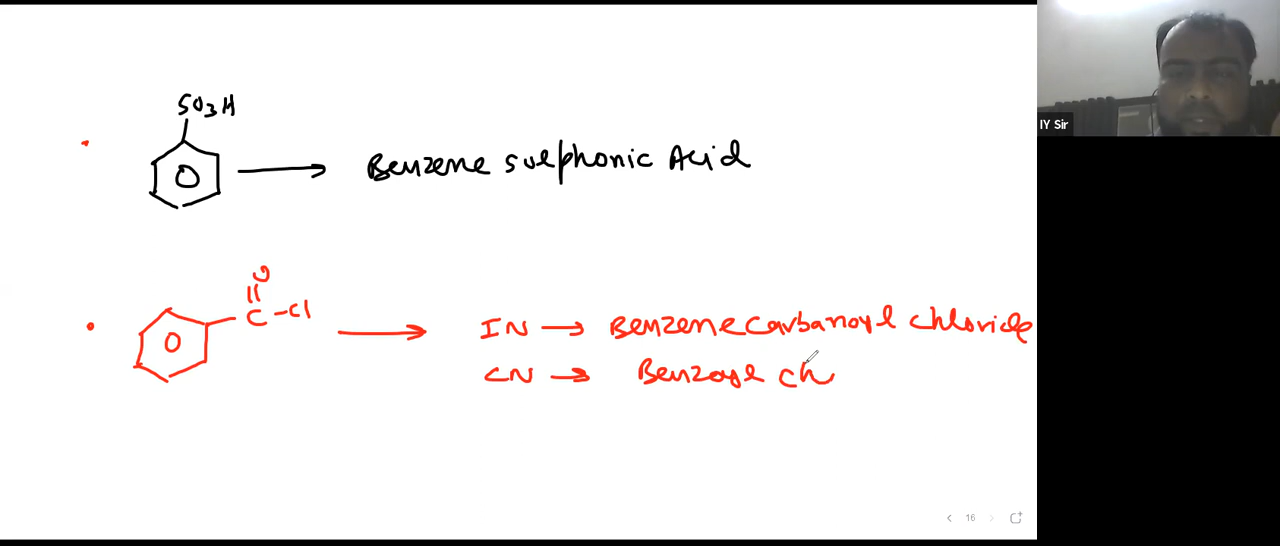 SO3H
Benzene sulphonic Acid
O
C-Cl
IN → Benzenecarbanoyl chloride
CN → Benzoyl ch
IY Sir
16